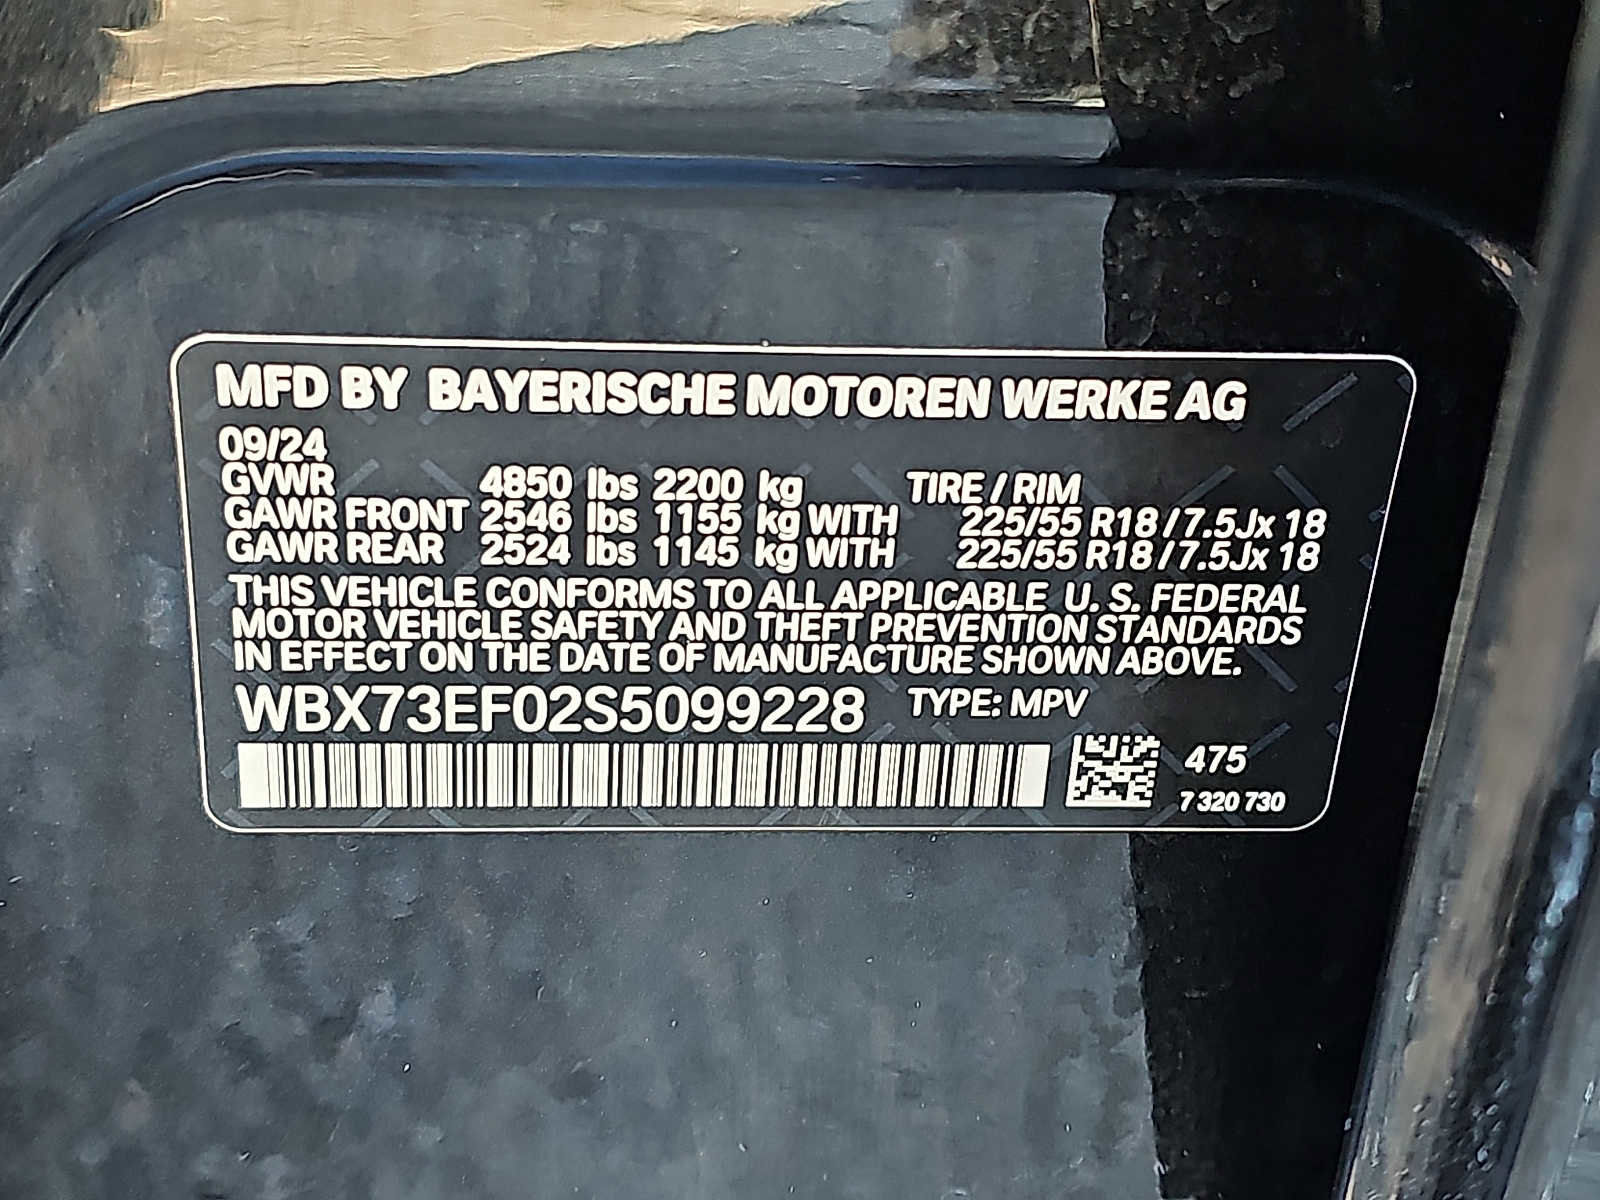 MFD BY BAYERISCHE MOTOREN WERKE AG
09/24
GVWR 4850 lbs 2200 kg TIRE / RIM
GAWR FRONT 2546 lbs 1155 kg WITH 225/55 R18 / 7.5Jx 18
GAWR REAR 2524 lbs 1145 kg WITH 225/55 R18 / 7.5Jx 18
THIS VEHICLE CONFORMS TO ALL APPLICABLE U. S. FEDERAL
MOTOR VEHICLE SAFETY AND THEFT PREVENTION STANDARDS
IN EFFECT ON THE DATE OF MANUFACTURE SHOWN ABOVE.
WBX73EF02S5099228 TYPE: MPV
475
7 320 730